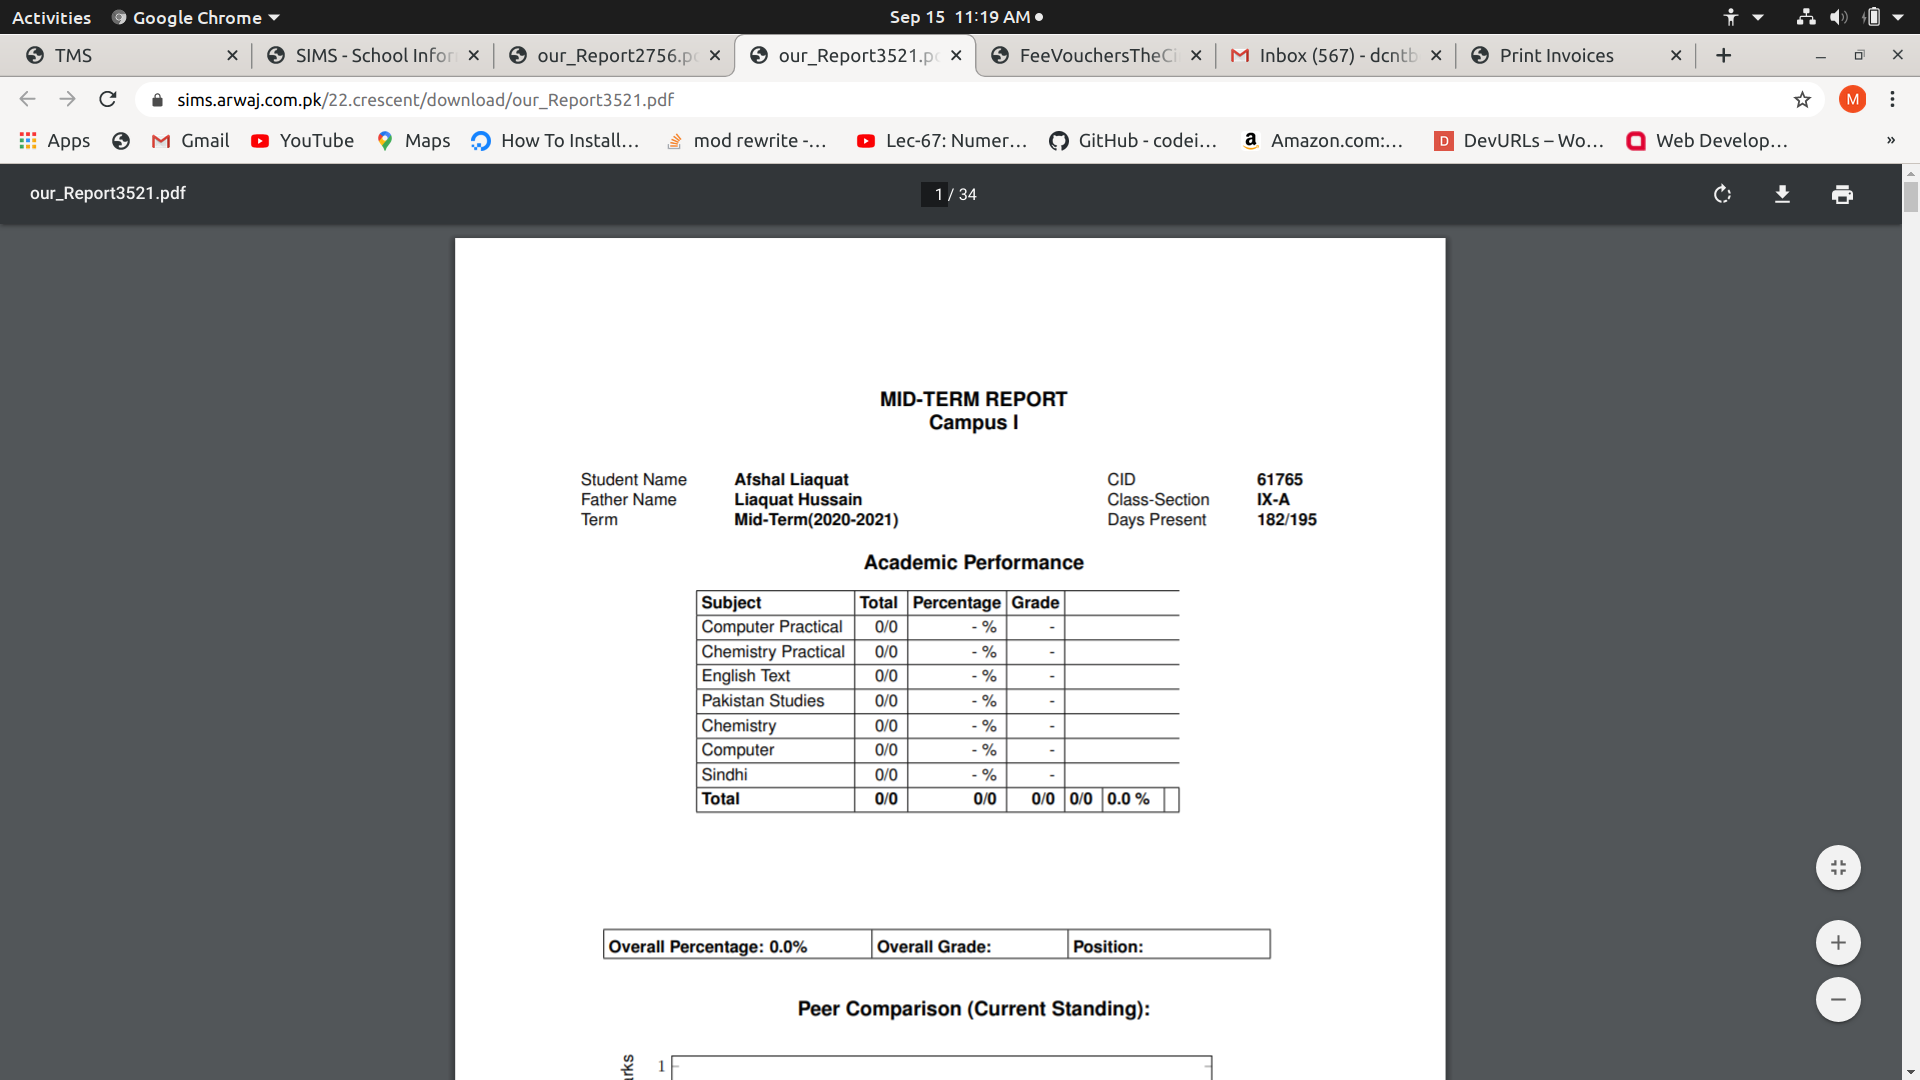 Activities Google Chrome Sep 15 11:19 AM
TMS SIMS - School Infor our_Report2756.p our_Report3521.p FeeVouchersTheCi Inbox (567) - dcntb Print Invoices
sims.arwaj.com.pk/22.crescent/download/our_Report3521.pdf M
Apps Gmail YouTube Maps How To Install... mod rewrite -... Lec-67: Numer... GitHub - codei... Amazon.com:... DevURLs – Wo... Web Develop... »
our_Report3521.pdf 1 / 34
MID-TERM REPORT
Campus I
Student Name Afshal Liaquat CID 61765
Father Name Liaquat Hussain Class-Section IX-A
Term Mid-Term(2020-2021) Days Present 182/195
Academic Performance
Subject Total Percentage Grade
Computer Practical 0/0 - % -
Chemistry Practical 0/0 - % -
English Text 0/0 - % -
Pakistan Studies 0/0 - % -
Chemistry 0/0 - % -
Computer 0/0 - % -
Sindhi 0/0 - % -
Total 0/0 0/0 0/0 0/0 0.0 %
Overall Percentage: 0.0% Overall Grade: Position:
Peer Comparison (Current Standing):
1